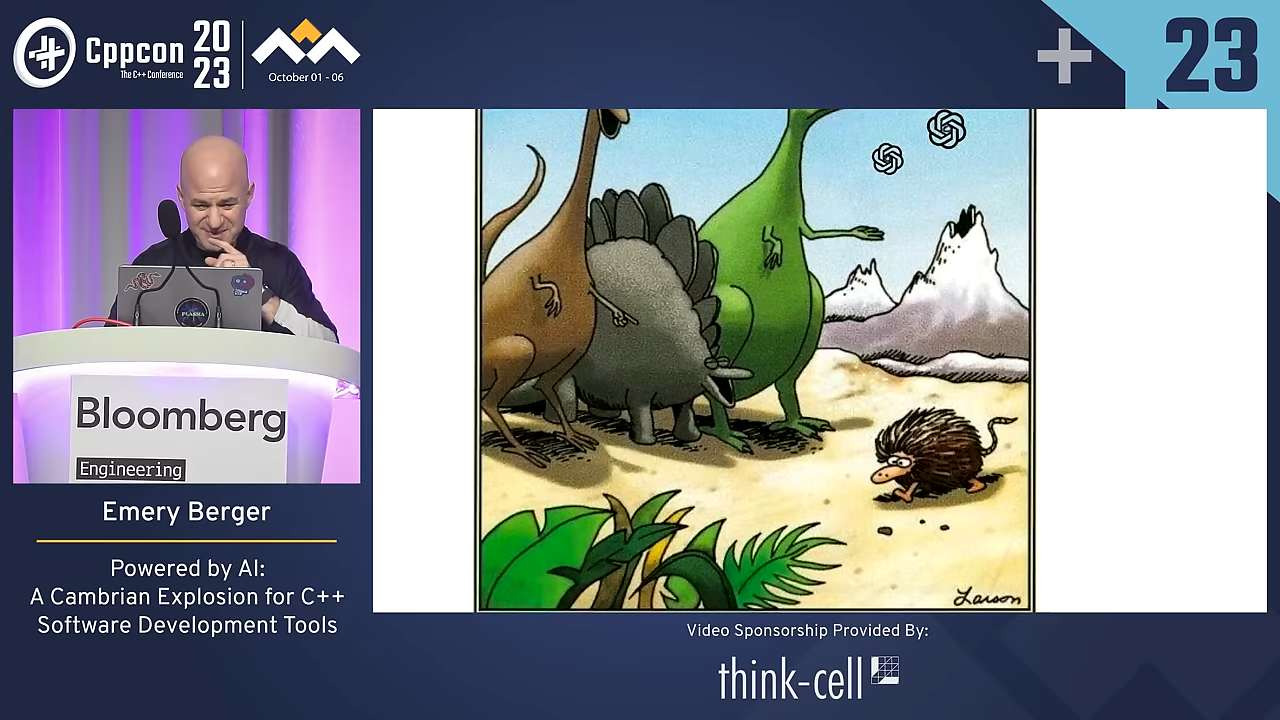 Cppcon
The C++ Conference
20
23
October 01 - 06
23
PLASMA
Bloomberg
Engineering
Emery Berger
Powered by AI:
A Cambrian Explosion for C++
Software Development Tools
Larson
Video Sponsorship Provided By:
think-cell